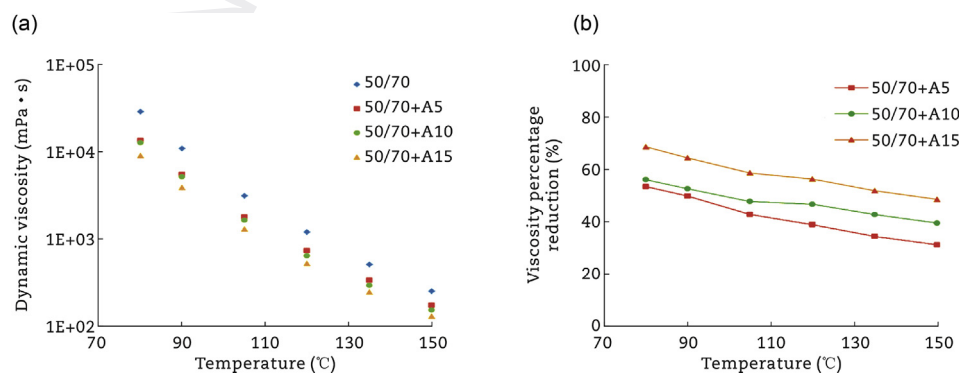 (a)
1E+05
1E+04
1E+03
1E+02
70
90
110
130
150
Dynamic viscosity (mPa • s)
Temperature (℃)
50/70
50/70+A5
50/70+A10
50/70+A15
(b)
100
80
60
40
20
0
70
90
110
130
150
Viscosity percentage
reduction (%)
Temperature (℃)
50/70+A5
50/70+A10
50/70+A15